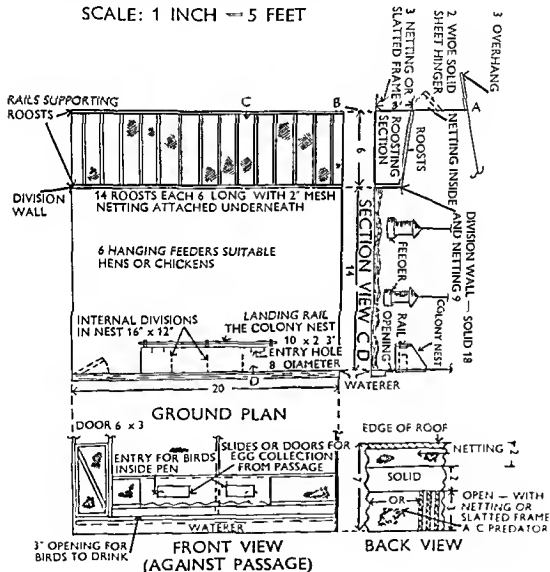 SCALE: 1 INCH = 5 FEET
3 OVERHANG
2 WIDE SOLID
SHEET HINGER
3 NETTING OR
SLATTED FRAME
A
RAILS SUPPORTING
ROOSTS
C
B
6
ROOSTING
SECTION
ROOSTS
NETTING INSIDE
AND NETTING 9
DIVISION
WALL
14 ROOSTS EACH 6 LONG WITH 2" MESH
NETTING ATTACHED UNDERNEATH
DIVISION WALL — SOLID 18
6 HANGING FEEDERS SUITABLE
HENS OR CHICKENS
14
SECTION VIEW C D
FEEDER
RAIL
OPENING
COLONY NEST
INTERNAL DIVISIONS
IN NEST 16" x 12"
LANDING RAIL
THE COLONY NEST
10 x 2 3"
ENTRY HOLE
8 DIAMETER
D
WATERER
20
GROUND PLAN
DOOR 6 x 3
ENTRY FOR BIRDS
INSIDE PEN
SLIDES OR DOORS FOR
EGG COLLECTION
FROM PASSAGE
WATERER
3" OPENING FOR
BIRDS TO DRINK
FRONT VIEW
(AGAINST PASSAGE)
EDGE OF ROOF
NETTING
2
SOLID
2
7
3
OR
OPEN — WITH
NETTING OR
SLATTED FRAME
A C PREDATOR
BACK VIEW